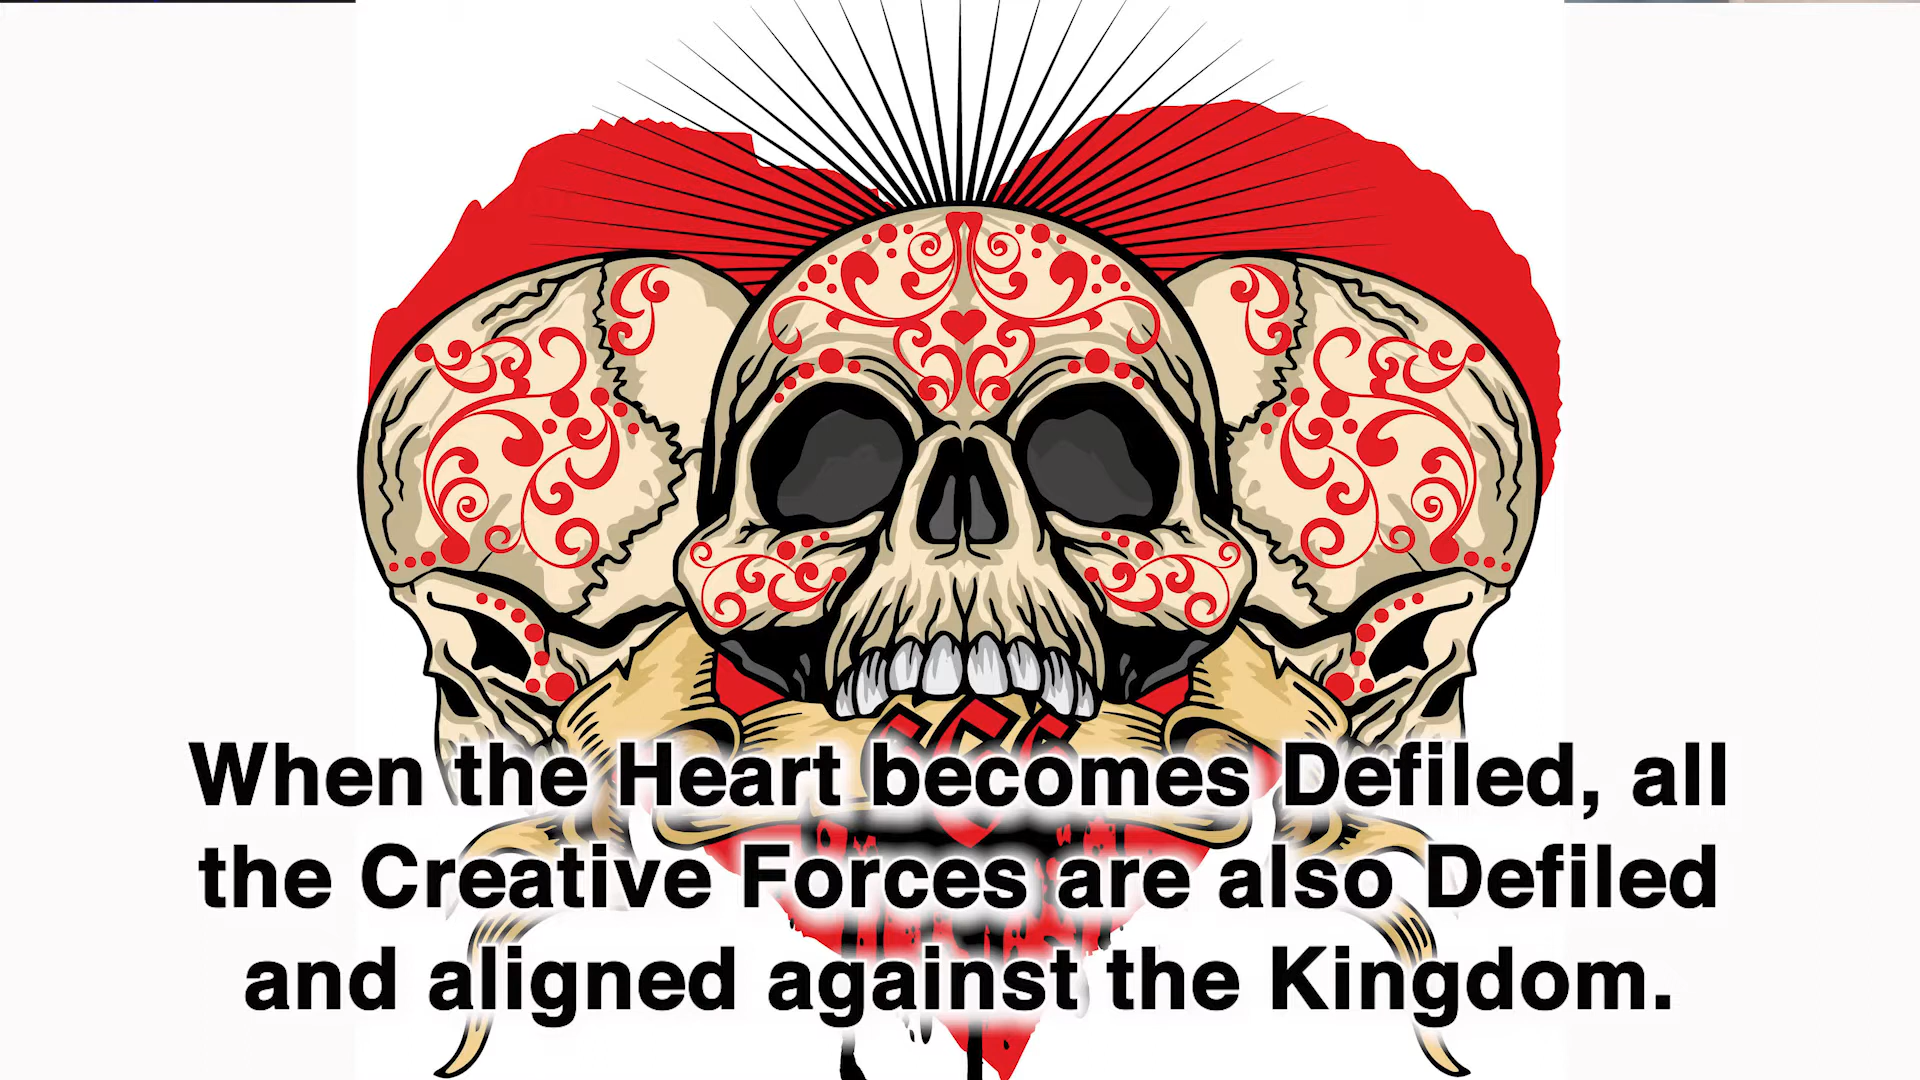 When the Heart becomes Defiled, all
the Creative Forces are also Defiled
and aligned against the Kingdom.